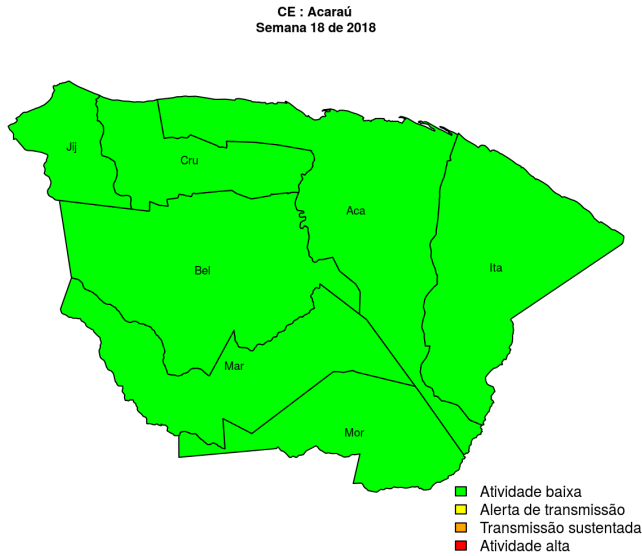 CE : Acaraú
Semana 18 de 2018
Jij
Cru
Aca
Bel
Ita
Mar
Mor
Atividade baixa
Alerta de transmissão
Transmissão sustentada
Atividade alta